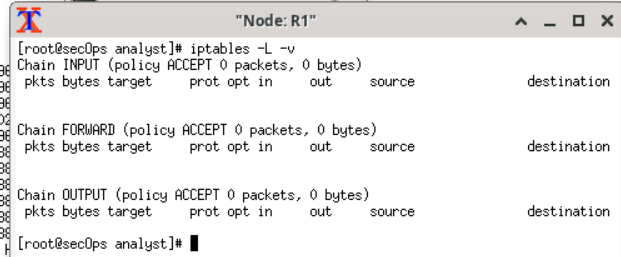 "Node: R1"
[root@secOps analyst]# iptables -L -v
Chain INPUT (policy ACCEPT 0 packets, 0 bytes)
pkts bytes target prot opt in out source destination
Chain FORWARD (policy ACCEPT 0 packets, 0 bytes)
pkts bytes target prot opt in out source destination
Chain OUTPUT (policy ACCEPT 0 packets, 0 bytes)
pkts bytes target prot opt in out source destination
[root@secOps analyst]#